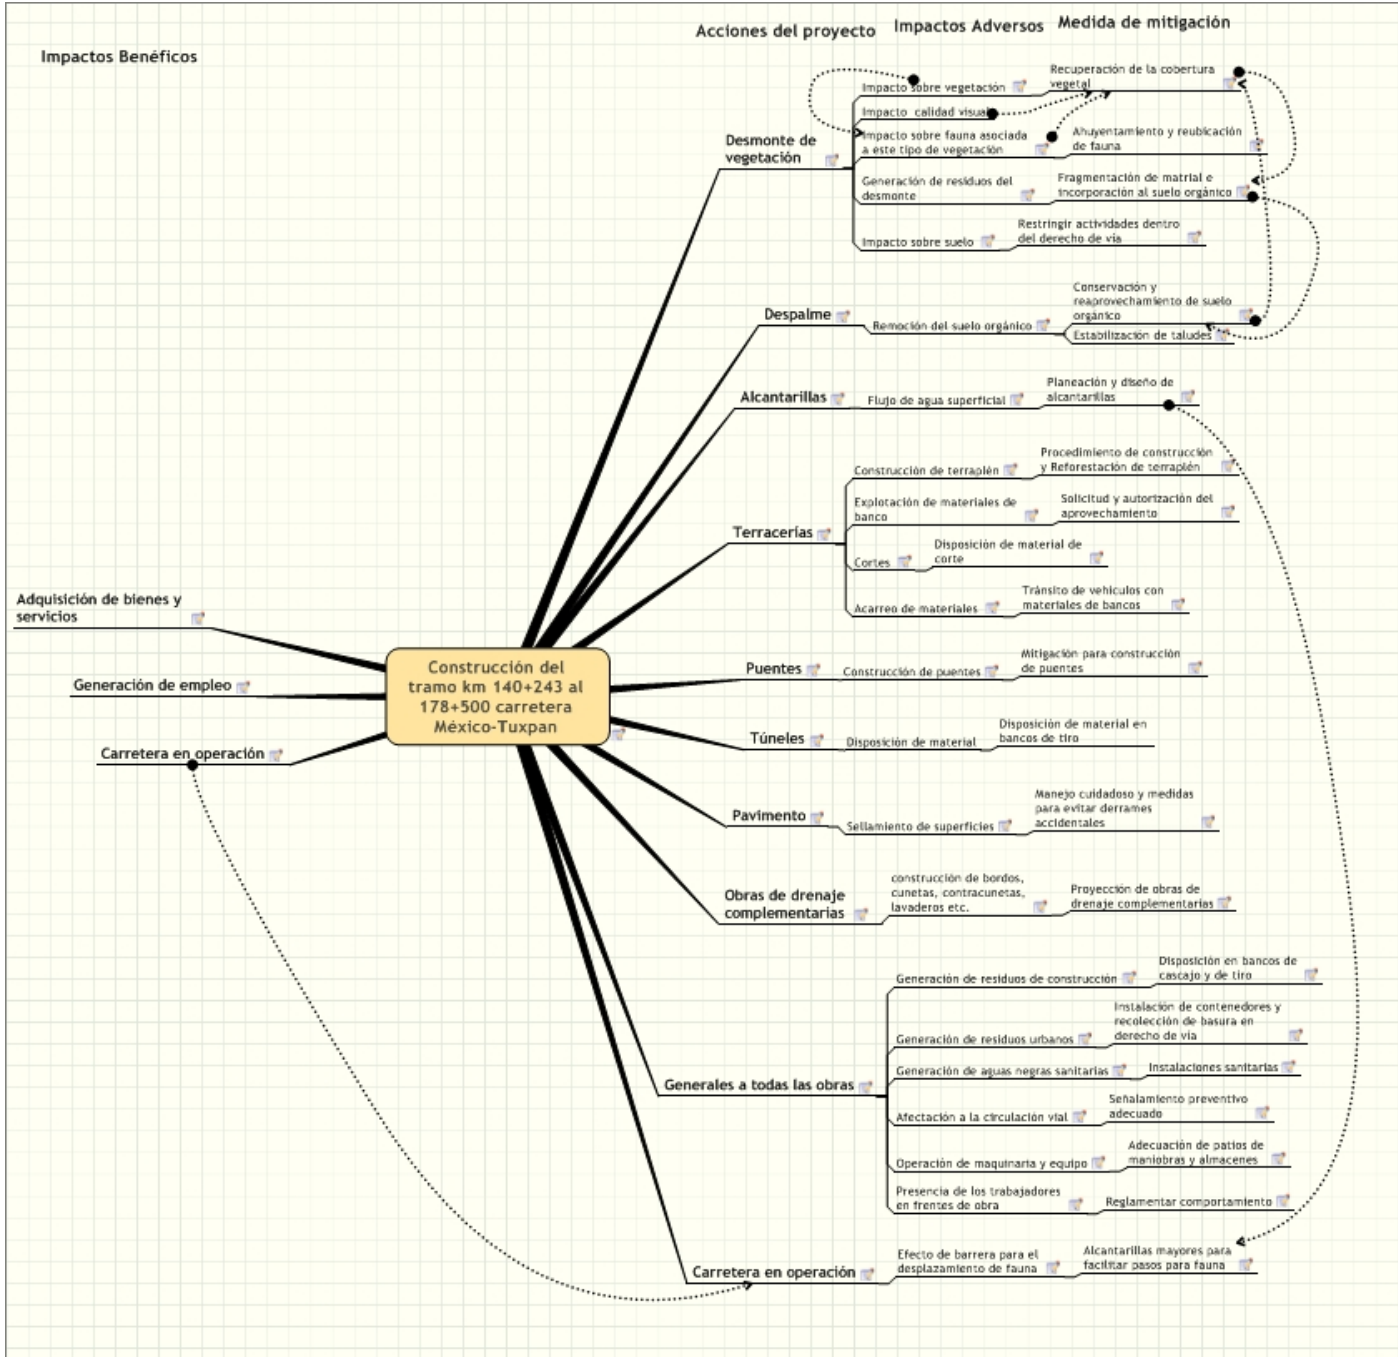 Acciones del proyecto
Impactos Adversos
Medida de mitigación
Impactos Benéficos
Adquisición de bienes y
servicios
Generación de empleo
Carretera en operación
Construcción del
tramo km 140+243 al
178+500 carretera
México-Tuxpan
Desmonte de
vegetación
Impacto sobre vegetación
Recuperación de la cobertura
vegetal
Impacto calidad visual
Impacto sobre fauna asociada
a este tipo de vegetación
Ahuyentamiento y reubicación
de fauna
Generación de residuos del
desmonte
Fragmentación de matrial e
incorporación al suelo orgánico
Impacto sobre suelo
Restringir actividades dentro
del derecho de vía
Despalme
Remoción del suelo orgánico
Conservación y
reaprovechamiento de suelo
orgánico
Estabilización de taludes
Alcantarillas
Flujo de agua superficial
Planeación y diseño de
alcantarillas
Terracerías
Construcción de terraplén
Procedimiento de construcción
y Reforestación de terraplén
Explotación de materiales de
banco
Solicitud y autorización del
aprovechamiento
Cortes
Disposición de material de
corte
Acarreo de materiales
Tránsito de vehículos con
materiales de bancos
Puentes
Construcción de puentes
Mitigación para construcción
de puentes
Túneles
Disposición de material
Disposición de material en
bancos de tiro
Pavimento
Sellamiento de superficies
Manejo cuidadoso y medidas
para evitar derrames
accidentales
Obras de drenaje
complementarias
construcción de bordos,
cunetas, contracunetas,
lavaderos etc.
Proyección de obras de
drenaje complementarias
Generales a todas las obras
Generación de residuos de construcción
Disposición en bancos de
cascajo y de tiro
Generación de residuos urbanos
Instalación de contenedores y
recolección de basura en
derecho de vía
Generación de aguas negras sanitarias
Instalaciones sanitarias
Afectación a la circulación vial
Señalamiento preventivo
adecuado
Operación de maquinaria y equipo
Adecuación de patios de
maniobras y almacenes
Presencia de los trabajadores
en frentes de obra
Reglamentar comportamiento
Carretera en operación
Efecto de barrera para el
desplazamiento de fauna
Alcantarillas mayores para
facilitar pasos para fauna